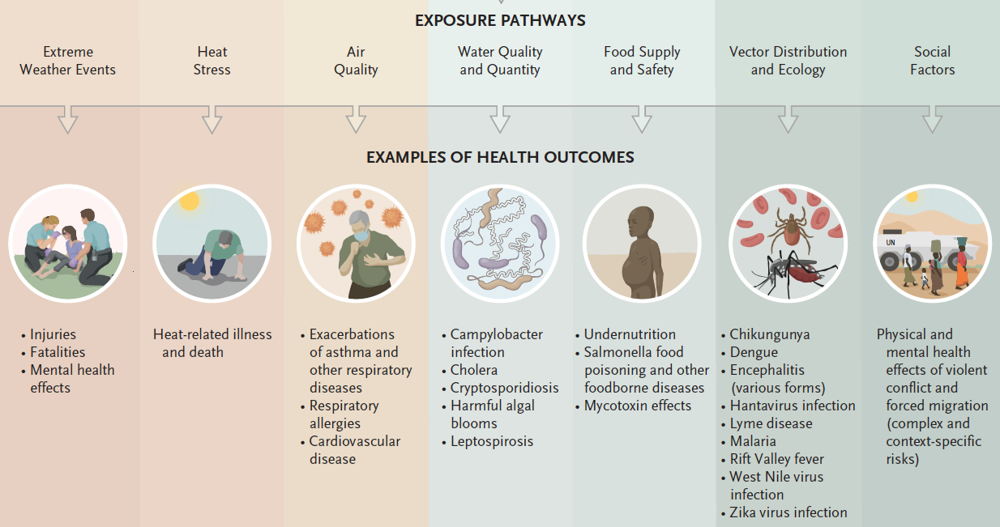 EXPOSURE PATHWAYS
Extreme
Weather Events
Heat
Stress
Air
Quality
Water Quality
and Quantity
Food Supply
and Safety
Vector Distribution
and Ecology
Social
Factors
EXAMPLES OF HEALTH OUTCOMES
UN
• Injuries
• Fatalities
• Mental health
effects
Heat-related illness
and death
• Exacerbations
of asthma and
other respiratory
diseases
• Respiratory
allergies
• Cardiovascular
disease
• Campylobacter
infection
• Cholera
• Cryptosporidiosis
• Harmful algal
blooms
• Leptospirosis
• Undernutrition
• Salmonella food
poisoning and other
foodborne diseases
• Mycotoxin effects
• Chikungunya
• Dengue
• Encephalitis
(various forms)
• Hantavirus infection
• Lyme disease
• Malaria
• Rift Valley fever
• West Nile virus
infection
• Zika virus infection
Physical and
mental health
effects of violent
conflict and
forced migration
(complex and
context-specific
risks)